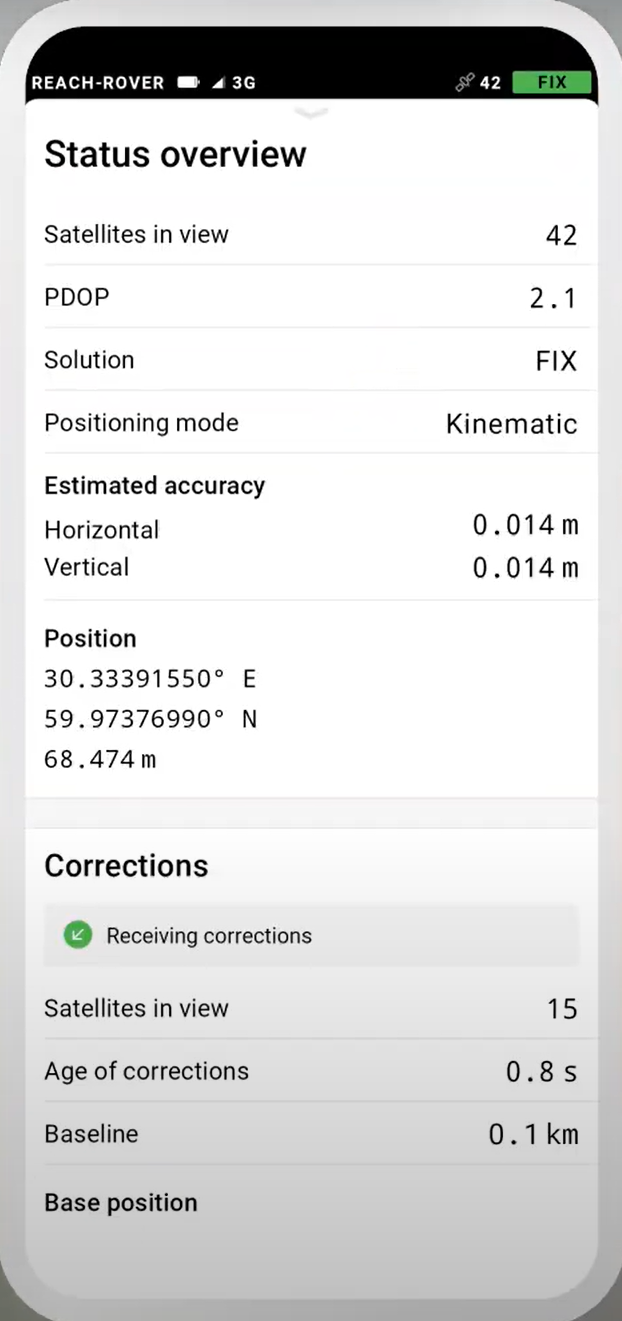 REACH-ROVER 3G 42 FIX
Status overview
Satellites in view 42
PDOP 2.1
Solution FIX
Positioning mode Kinematic
Estimated accuracy
Horizontal 0.014 m
Vertical 0.014 m
Position
30.33391550° E
59.97376990° N
68.474 m
Corrections
Receiving corrections
Satellites in view 15
Age of corrections 0.8 s
Baseline 0.1 km
Base position